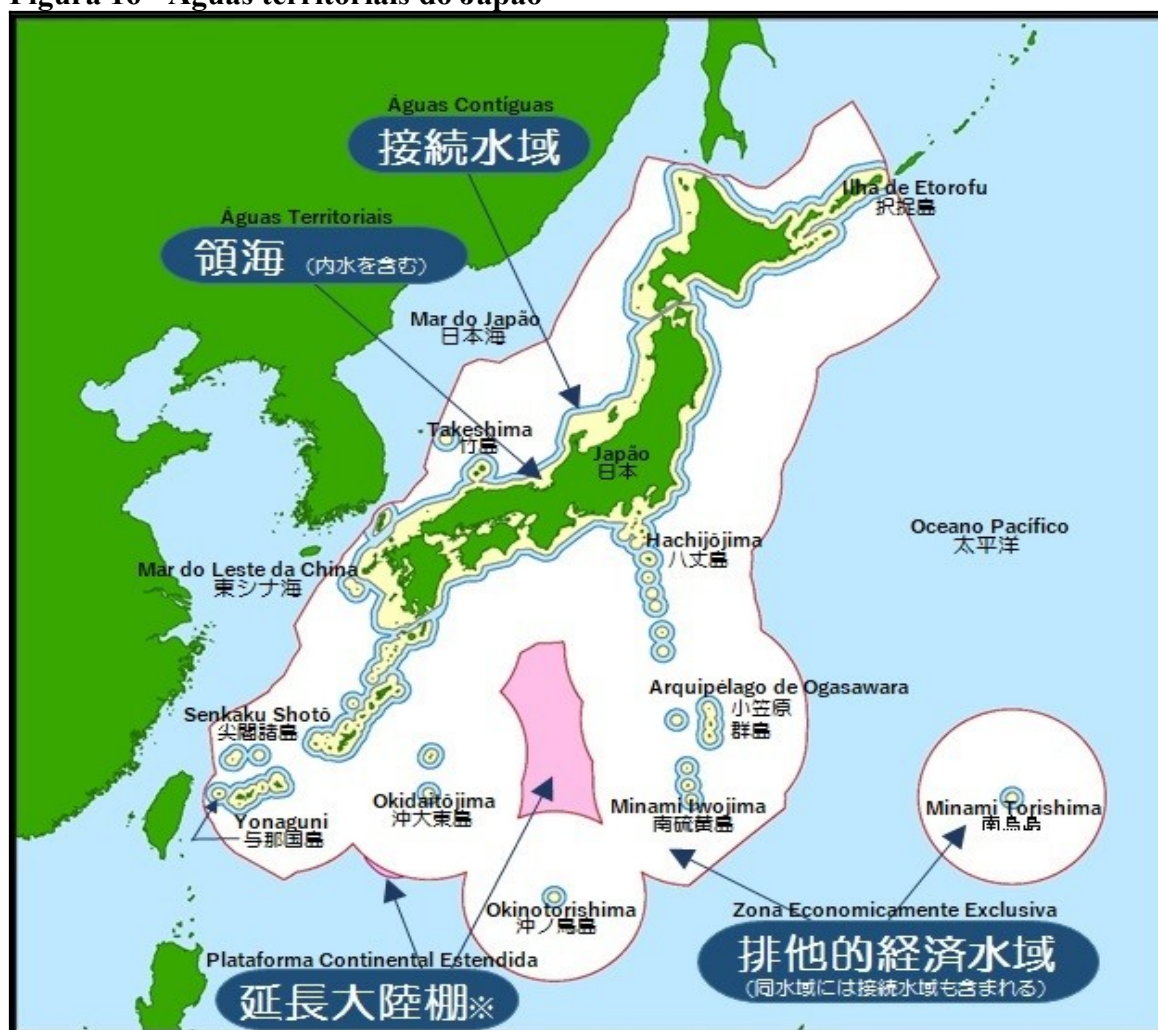 Figura 16 - Águas territoriais do Japão
Águas Contíguas
接続水域
Ilha de Etorofu
択捉島
Águas Territoriais
領海 (内水を含む)
Mar do Japão
日本海
Takeshima
竹島
Japão
日本
Oceano Pacífico
太平洋
Hachijōjima
八丈島
Mar do Leste da China
東シナ海
Arquipélago de Ogasawara
小笠原
群島
Senkaku Shotō
尖閣諸島
Okidaitōjima
沖大東島
Minami Iwojima
南硫黄島
Minami Torishima
南鳥島
Yonaguni
与那国島
Okinotorishima
沖ノ鳥島
Zona Economicamente Exclusiva
排他的経済水域
(同水域には接続水域も含まれる)
Plataforma Continental Estendida
延長大陸棚※